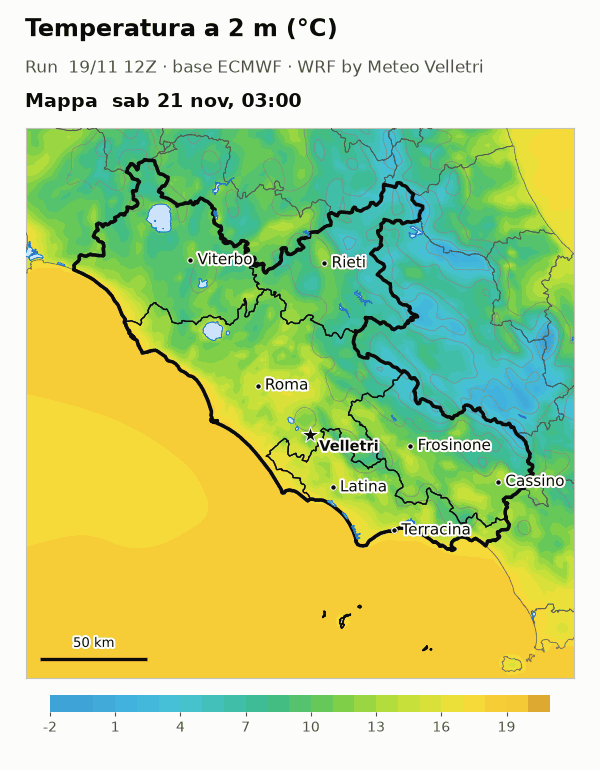 Temperatura a 2 m (°C)
Run  19/11 12Z · base ECMWF · WRF by Meteo Velletri
Mappa  sab 21 nov, 03:00
Viterbo
Rieti
Roma
Velletri
Frosinone
Latina
Cassino
Terracina
50 km
-2 1 4 7 10 13 16 19